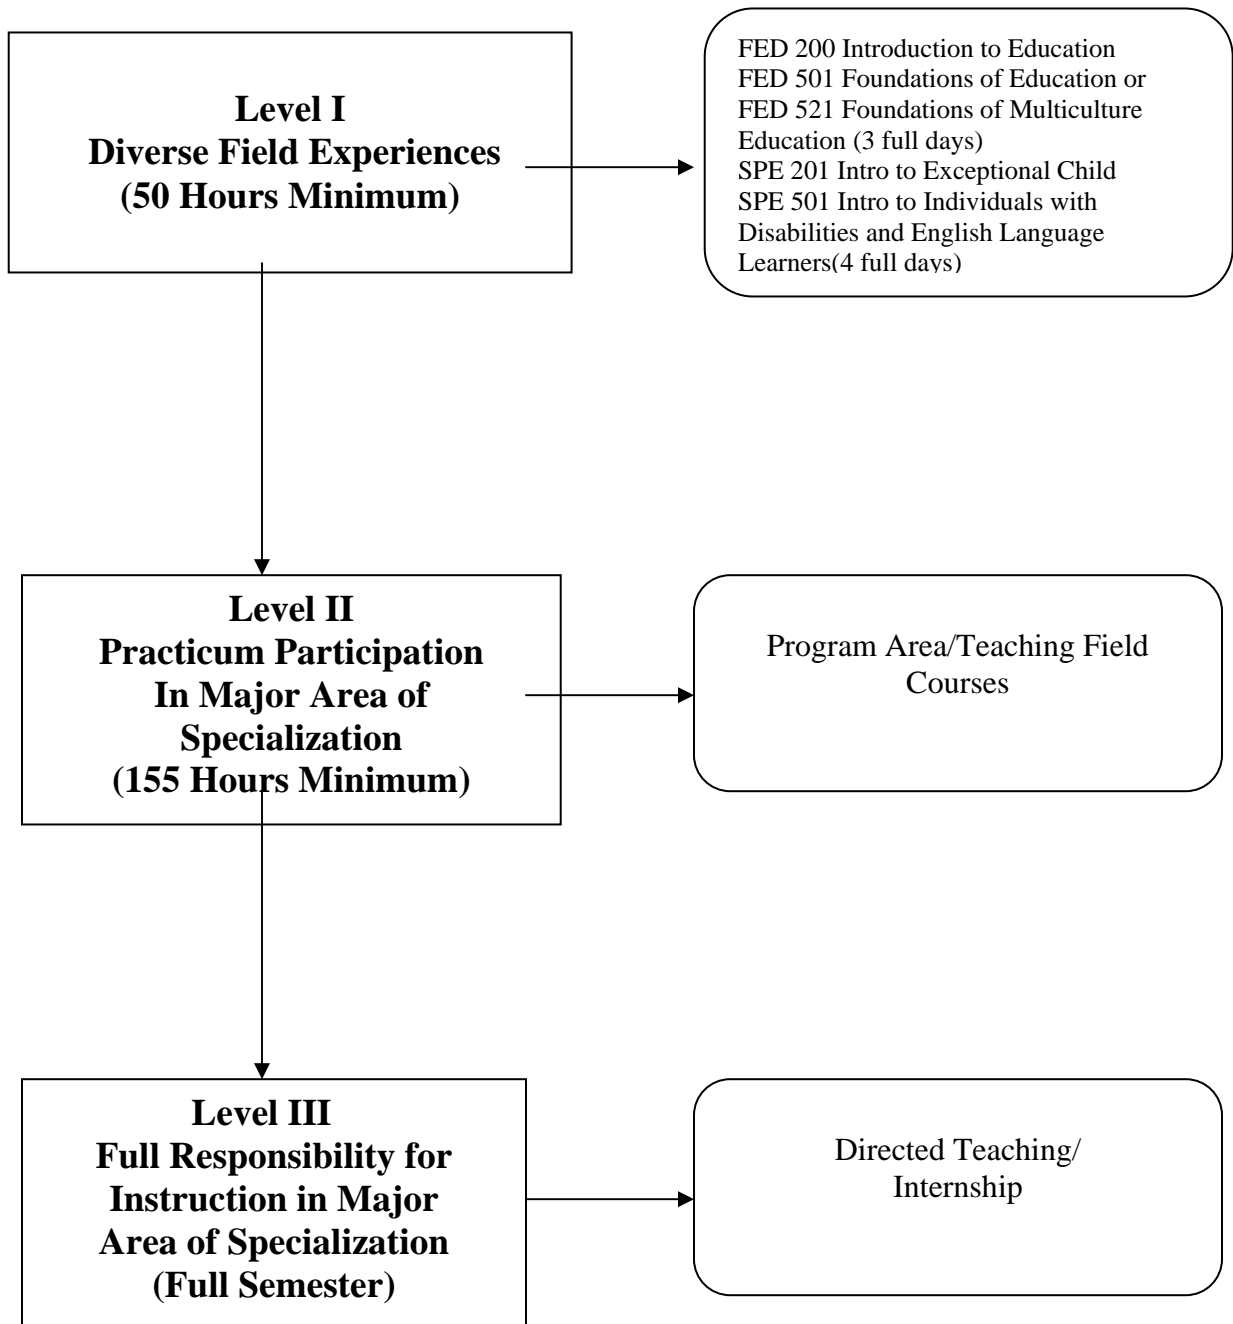 Level I
Diverse Field Experiences
(50 Hours Minimum)
FED 200 Introduction to Education
FED 501 Foundations of Education or
FED 521 Foundations of Multiculture
Education (3 full days)
SPE 201 Intro to Exceptional Child
SPE 501 Intro to Individuals with
Disabilities and English Language
Learners(4 full days)
Level II
Practicum Participation
In Major Area of
Specialization
(155 Hours Minimum)
Program Area/Teaching Field
Courses
Level III
Full Responsibility for
Instruction in Major
Area of Specialization
(Full Semester)
Directed Teaching/
Internship